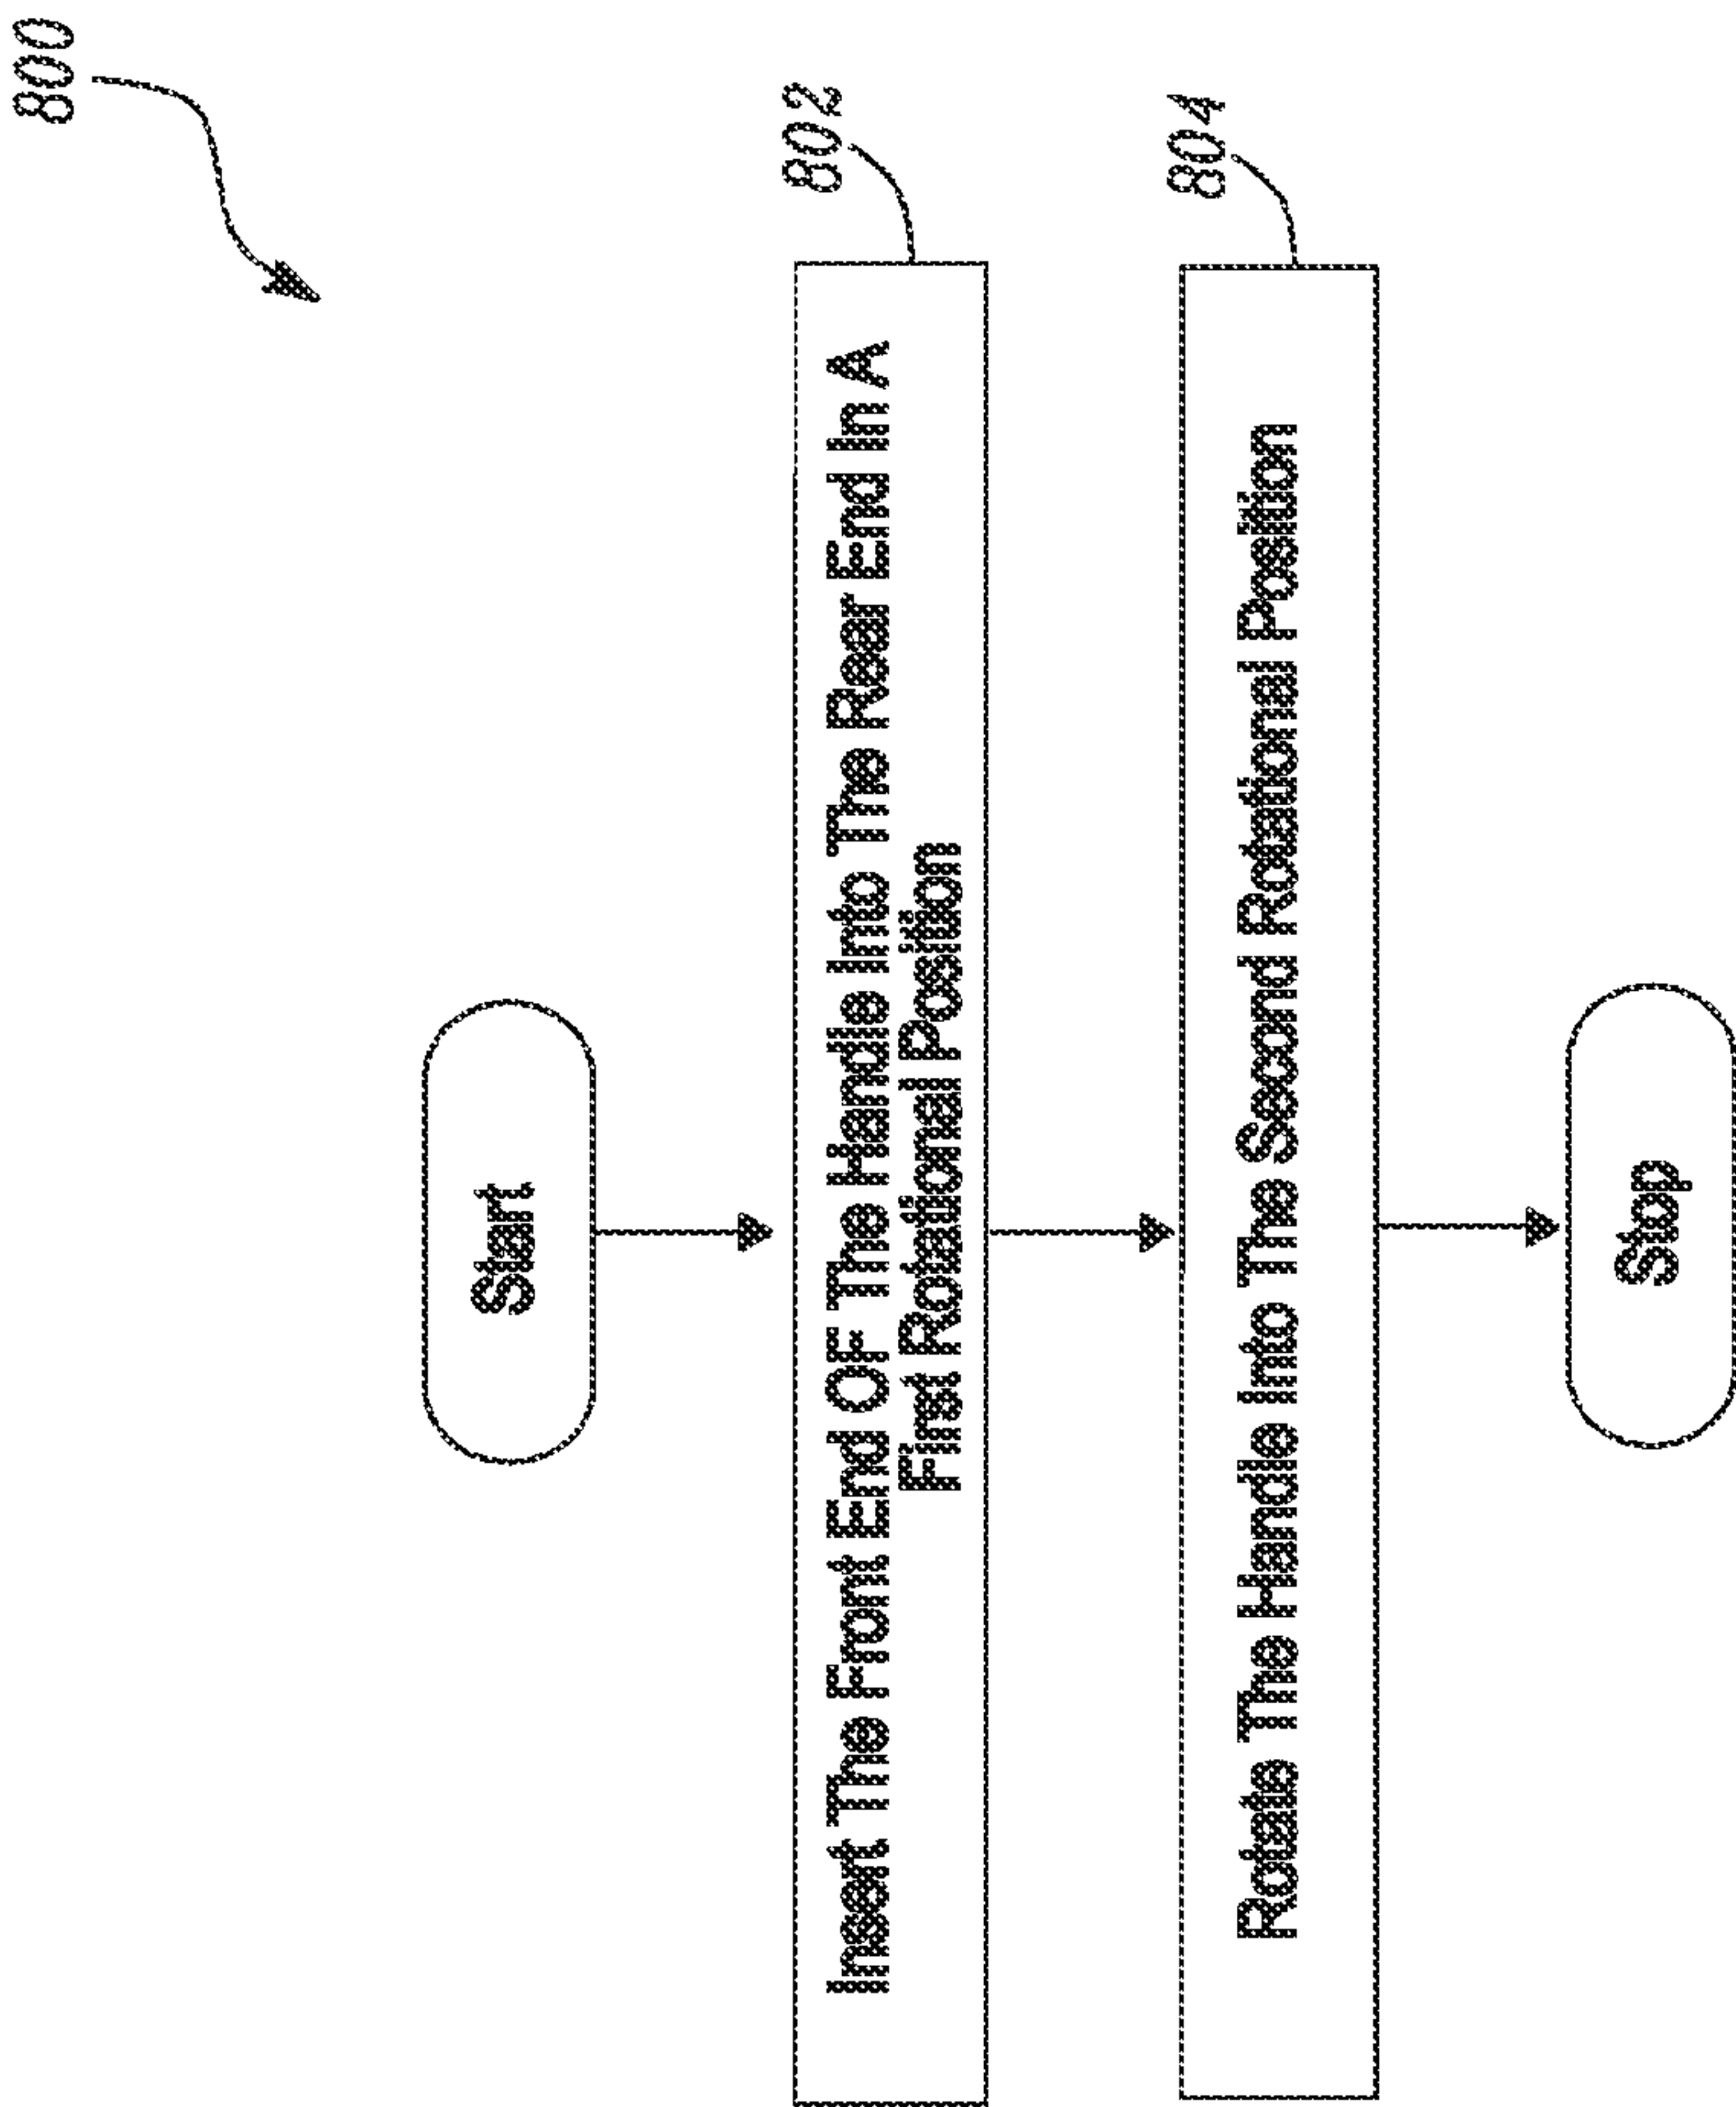 800
Start
802
Insert The Front End OF The Handle Into The Rear End In A
First Rotational Position
804
Rotate The Handle Into The Second Rotational Position
Stop